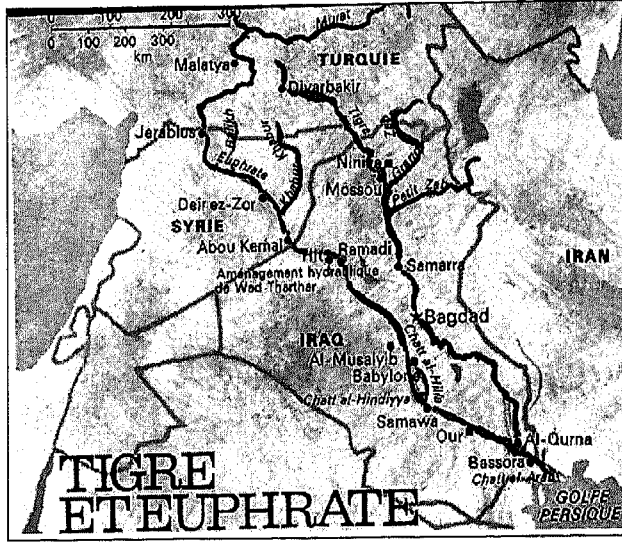 0 100 200 300
0 100 200 300
km
Murat
TURQUIE
Malatya
Diyarbakir
Jerablus
Balikh
Khabur
Tigre
Zab
Grand
Euphrate
Khabur
Ninive
Mossoul
Petit Zab
Deir ez-Zor
SYRIE
Abou Kemal
Hit
Ramadi
Samarra
IRAN
Aménagement hydraulique
de Wad Tharthar
Bagdad
IRAQ
Al-Musaiyib
Babylone
Chatt al-Hilla
Chatt al-Hindiyya
Samawa
Our
Al-Qurna
Bassora
Chatt el-Arab
GOLFE
PERSIQUE
TIGRE
ET EUPHRATE